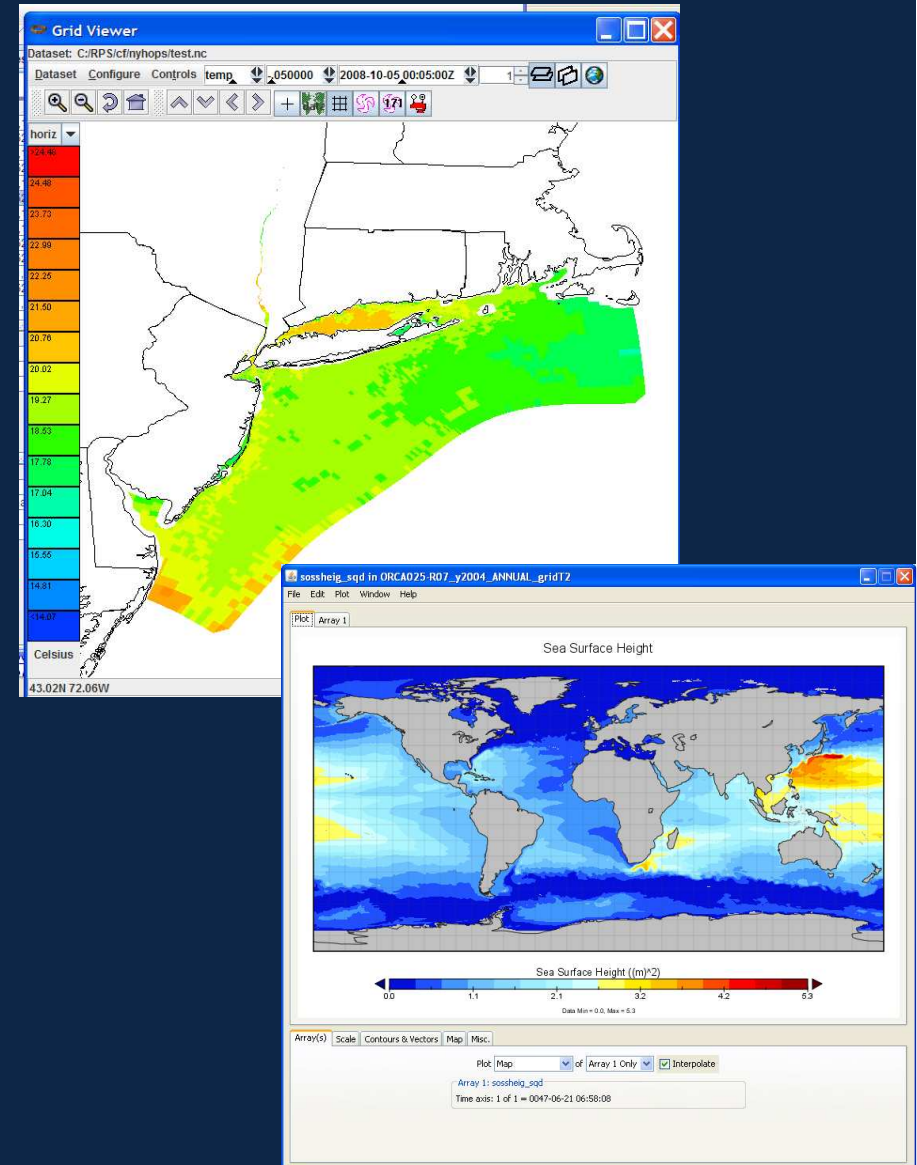 Grid Viewer
Dataset: C:/RPS/cf/nyhops/test.nc
Dataset Configure Controls temp -.050000 2008-10-05 00:05:00Z 1
171
horiz
>24.48
24.48
23.73
22.99
22.25
21.50
20.76
20.02
19.27
18.53
17.78
17.04
16.30
15.55
14.81
<14.07
Celsius
43.02N 72.06W
sossheig_sqd in ORCA025-R07_y2004_ANNUAL_gridT2
File Edit Plot Window Help
Plot Array 1
Sea Surface Height
Sea Surface Height ((m)^2)
0.0 1.1 2.1 3.2 4.2 5.3
Data Min = 0.0, Max = 5.3
Array(s) Scale Contours & Vectors Map Misc.
Plot Map of Array 1 Only Interpolate
Array 1: sossheig_sqd
Time axis: 1 of 1 = 0047-06-21 06:58:08